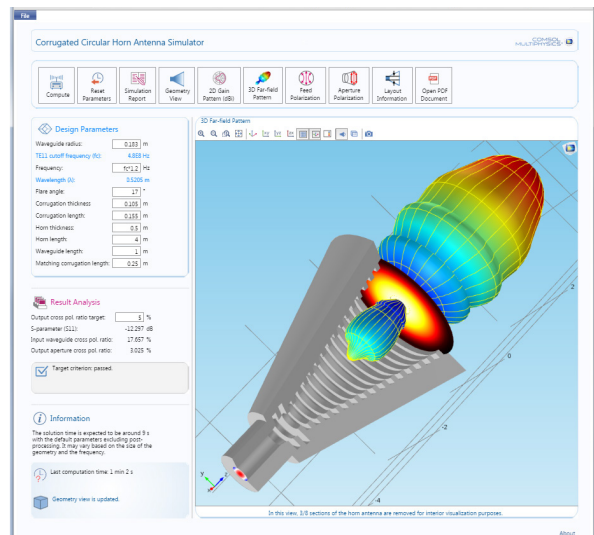 File
Corrugated Circular Horn Antenna Simulator
COMSOL
MULTIPHYSICS®
Compute
Reset Parameters
Simulation Report
Geometry View
2D Gain Pattern (dBi)
3D Far-field Pattern
Feed Polarization
Aperture Polarization
Layout Information
Open PDF Document
Design Parameters
Waveguide radius: 0.183 m
TE11 cutoff frequency (fc): Hz
Frequency: fc*1.2 Hz
Wavelength (λ): 0.5205 m
Flare angle: 17 °
Corrugation thickness: 0.105 m
Corrugation length: 0.155 m
Horn thickness: 0.5 m
Horn length: 4 m
Waveguide length: 1 m
Matching corrugation length: 0.25 m
Result Analysis
Output cross pol. ratio target: 5 %
S-parameter (S11): -12.297 dB
Input waveguide cross pol. ratio: 17.657 %
Output aperture cross pol. ratio: 3.025 %
Target criterion: passed.
Information
The solution time is expected to be around 9 s
with the default parameters excluding post-
processing. It may vary based on the size of the
geometry and the frequency.
Last computation time: 1 min 2 s
Geometry view is updated.
3D Far-field Pattern
2
0
-2
-4
y
z
x
In this view, 3/8 sections of the horn antenna are removed for interior visualization purposes.
About